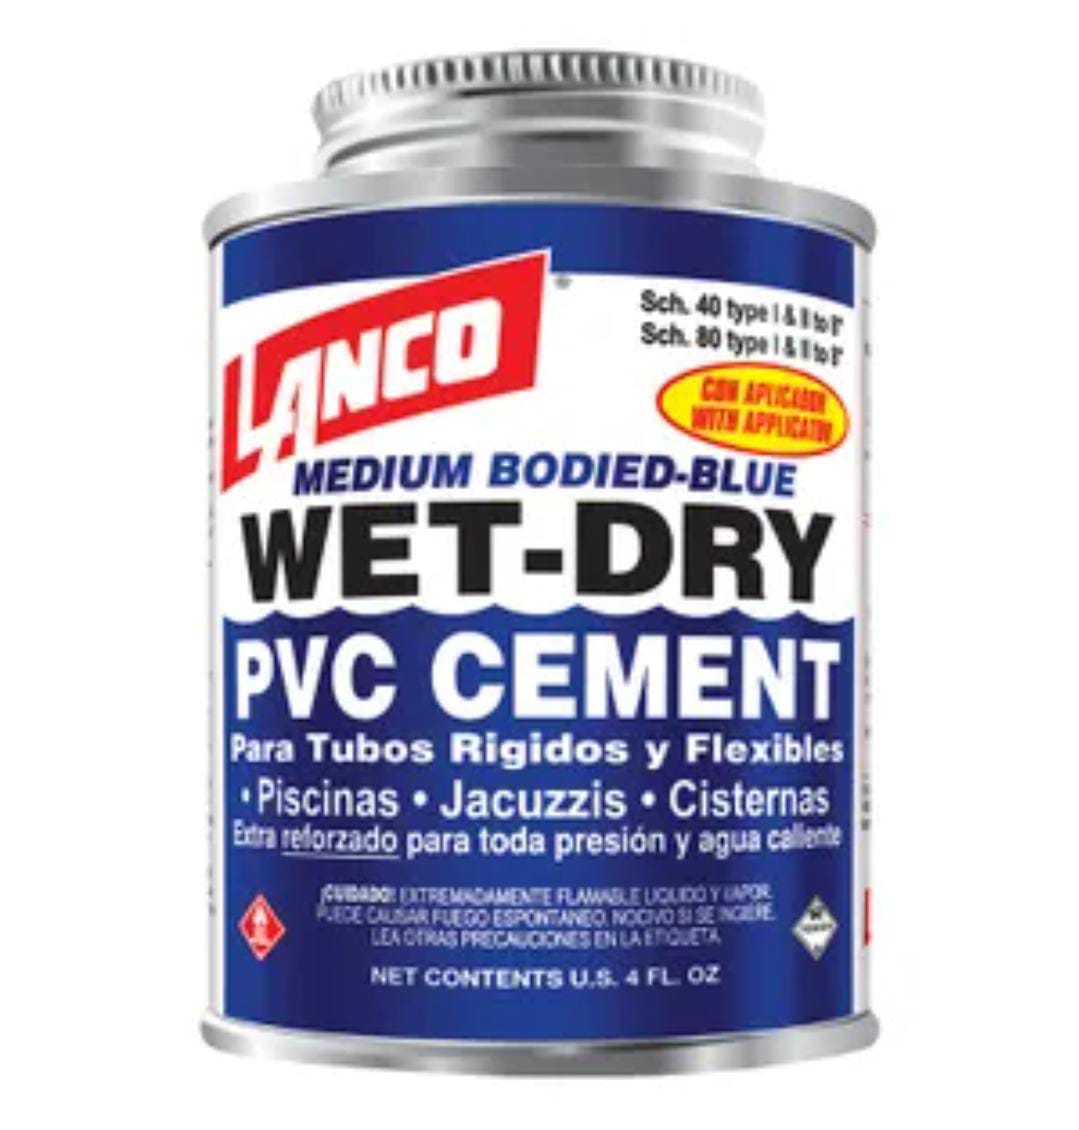 LANCO
®
Sch. 40 type I & II to 8"
Sch. 80 type I & II to 8"
CON APLICADOR
WITH APPLICATOR
MEDIUM BODIED-BLUE
WET-DRY
PVC CEMENT
Para Tubos Rigidos y Flexibles
• Piscinas • Jacuzzis • Cisternas
Extra reforzado para toda presión y agua caliente
¡CUIDADO! EXTREMADAMENTE FLAMABLE LIQUIDO Y VAPOR.
PUEDE CAUSAR FUEGO ESPONTANEO. NOCIVO SI SE INGIERE.
LEA OTRAS PRECAUCIONES EN LA ETIQUETA
NET CONTENTS U.S. 4 FL. OZ